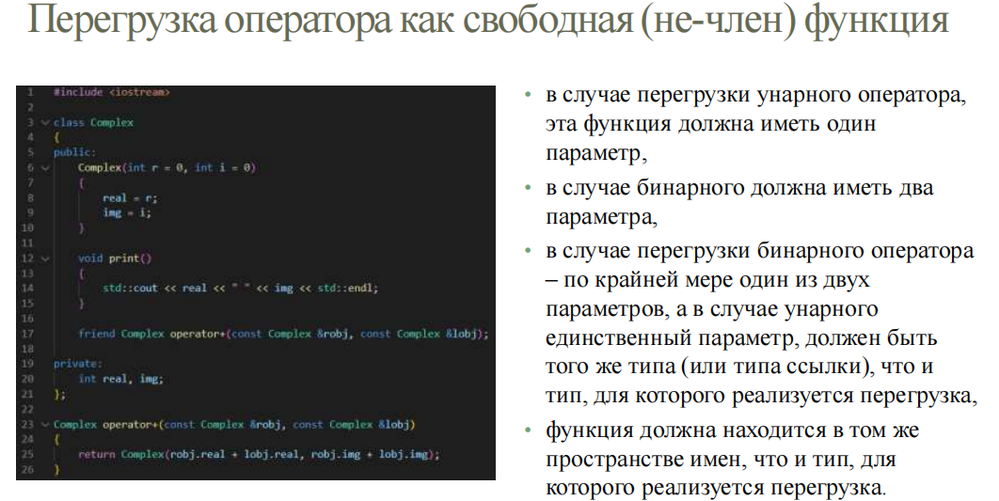 Перегрузка оператора как свободная (не-член) функция
1 #include <iostream>
2
3 class Complex
4 {
5 public:
6 Complex(int r = 0, int i = 0)
7 {
8 real = r;
9 img = i;
10 }
11
12 void print()
13 {
14 std::cout << real << " " << img << std::endl;
15 }
16
17 friend Complex operator+(const Complex &robj, const Complex &lobj);
18
19 private:
20 int real, img;
21 };
22
23 Complex operator+(const Complex &robj, const Complex &lobj)
24 {
25 return Complex(robj.real + lobj.real, robj.img + lobj.img);
26 }
• в случае перегрузки унарного оператора,
эта функция должна иметь один
параметр,
• в случае бинарного должна иметь два
параметра,
• в случае перегрузки бинарного оператора
– по крайней мере один из двух
параметров, а в случае унарного
единственный параметр, должен быть
того же типа (или типа ссылки), что и
тип, для которого реализуется перегрузка,
• функция должна находится в том же
пространстве имен, что и тип, для
которого реализуется перегрузка.